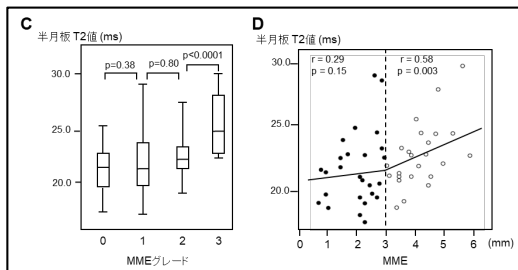 C
半月板 T2値 (ms)
p<0.0001
p=0.38
p=0.80
30.0
25.0
20.0
0 1 2 3
MMEグレード
D
半月板 T2値 (ms)
r = 0.29
p = 0.15
r = 0.58
p = 0.003
30.0
25.0
20.0
0 1 2 3 4 5 6 (mm)
MME